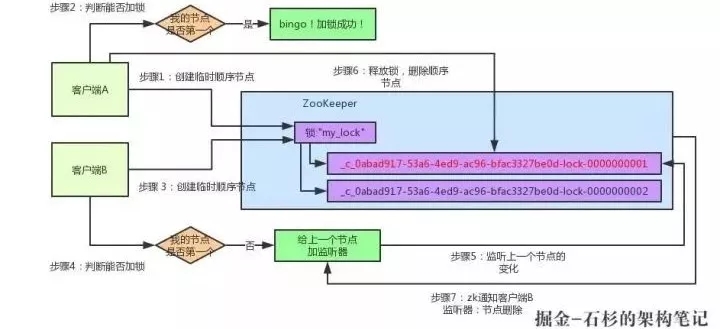 步骤2：判断能否加锁
我的节点
是否第一个
是
bingo！加锁成功！
步骤1：创建临时顺序节点
步骤6：释放锁，删除顺序
节点
客户端A
ZooKeeper
锁 "my_lock"
_c_0abad917-53a6-4ed9-ac96-bfac3327be0d-lock-0000000001
客户端B
步骤 3：创建临时顺序节点
_c_0abad917-53a6-4ed9-ac96-bfac3327be0d-lock-0000000002
我的节点
是否第一个
否
给上一个节点
加监听器
步骤4：判断能否加锁
步骤5：监听上一个节点的
变化
步骤7：zk通知客户端B
监听器：节点删除
掘金-石杉的架构笔记